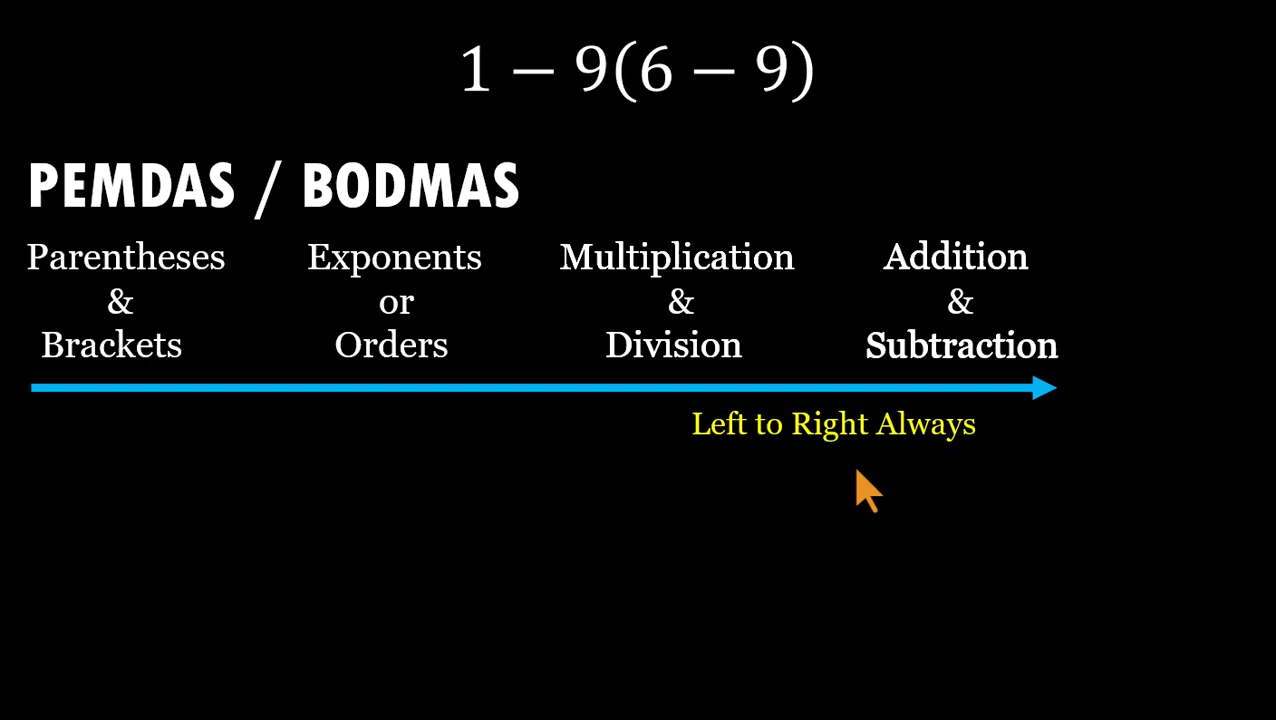 1 − 9(6 − 9)
PEMDAS / BODMAS
Parentheses
&
Brackets
Exponents
or
Orders
Multiplication
&
Division
Addition
&
Subtraction
Left to Right Always